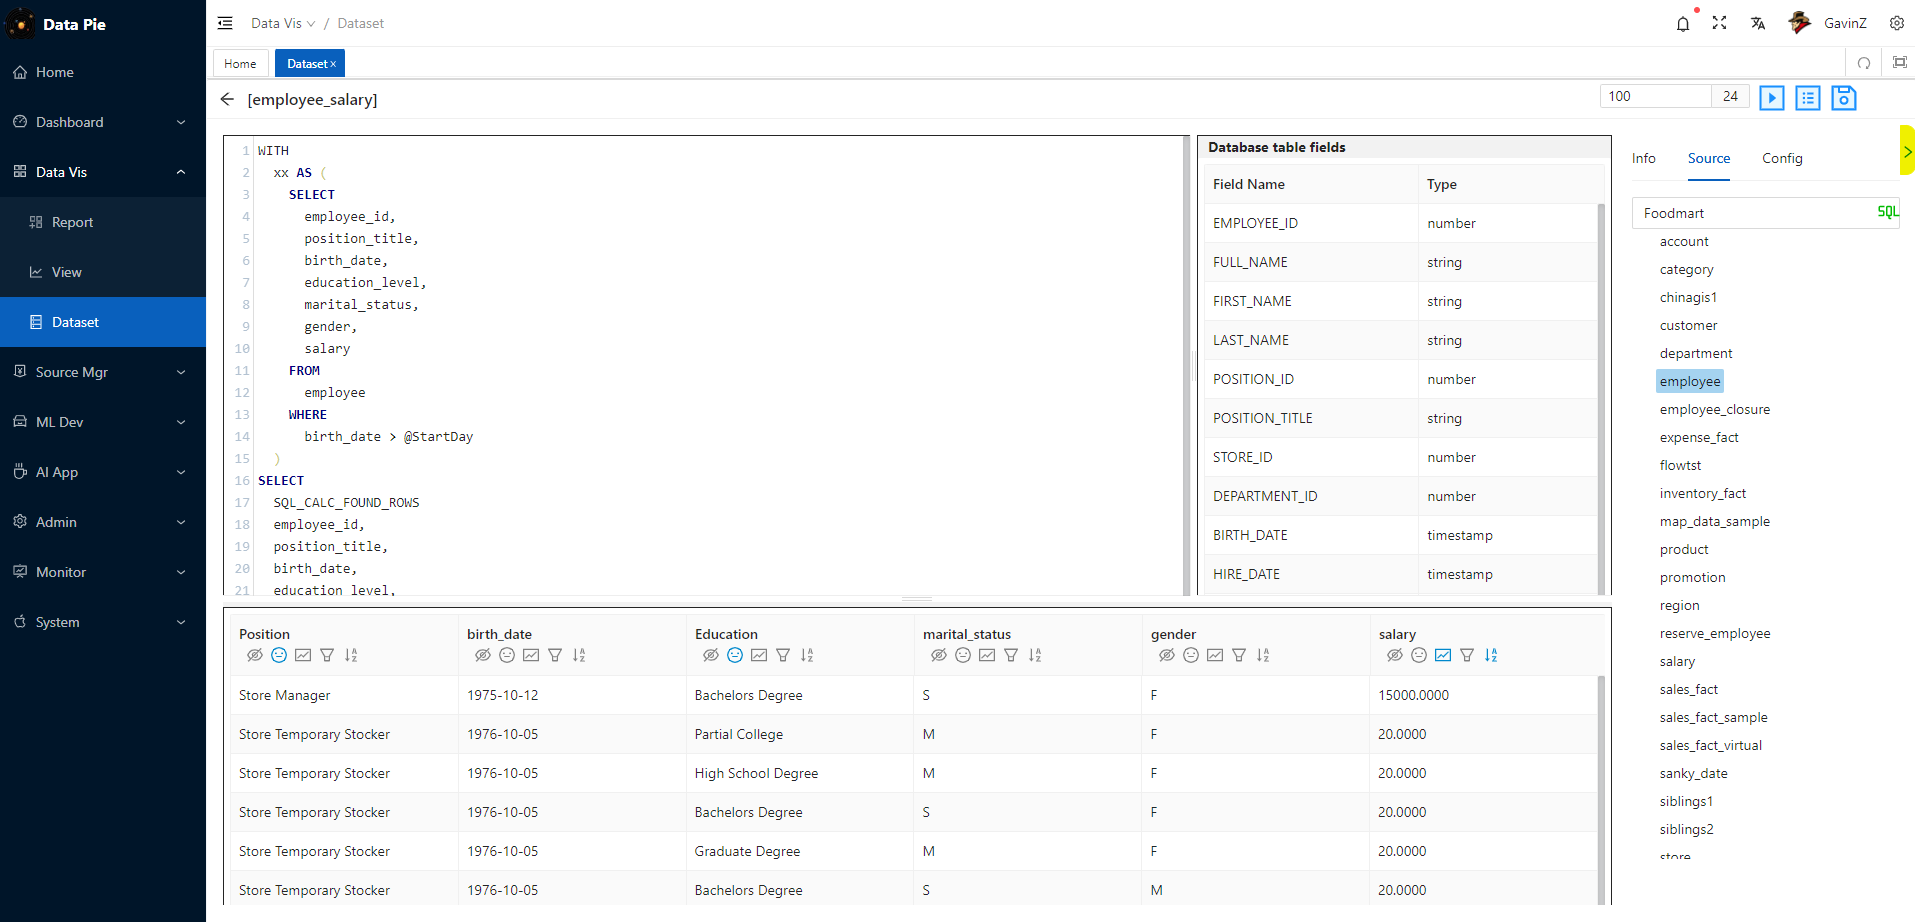 Data Pie
Home
Dashboard
Data Vis
Report
View
Dataset
Source Mgr
ML Dev
AI App
Admin
Monitor
System
Data Vis / Dataset
GavinZ
Home
Dataset×
[employee_salary]
100 24
1 WITH
2 xx AS (
3 SELECT
4 employee_id,
5 position_title,
6 birth_date,
7 education_level,
8 marital_status,
9 gender,
10 salary
11 FROM
12 employee
13 WHERE
14 birth_date > @StartDay
15 )
16 SELECT
17 SQL_CALC_FOUND_ROWS
18 employee_id,
19 position_title,
20 birth_date,
21 education_level,
Database table fields
Field Name Type
EMPLOYEE_ID number
FULL_NAME string
FIRST_NAME string
LAST_NAME string
POSITION_ID number
POSITION_TITLE string
STORE_ID number
DEPARTMENT_ID number
BIRTH_DATE timestamp
HIRE_DATE timestamp
Info Source Config
Foodmart SQL
account
category
chinagis1
customer
department
employee
employee_closure
expense_fact
flowtst
inventory_fact
map_data_sample
product
promotion
region
reserve_employee
salary
sales_fact
sales_fact_sample
sales_fact_virtual
sanky_date
siblings1
siblings2
store
Position birth_date Education marital_status gender salary
Store Manager 1975-10-12 Bachelors Degree S F 15000.0000
Store Temporary Stocker 1976-10-05 Partial College M F 20.0000
Store Temporary Stocker 1976-10-05 High School Degree M F 20.0000
Store Temporary Stocker 1976-10-05 Bachelors Degree S F 20.0000
Store Temporary Stocker 1976-10-05 Graduate Degree M F 20.0000
Store Temporary Stocker 1976-10-05 Bachelors Degree S M 20.0000